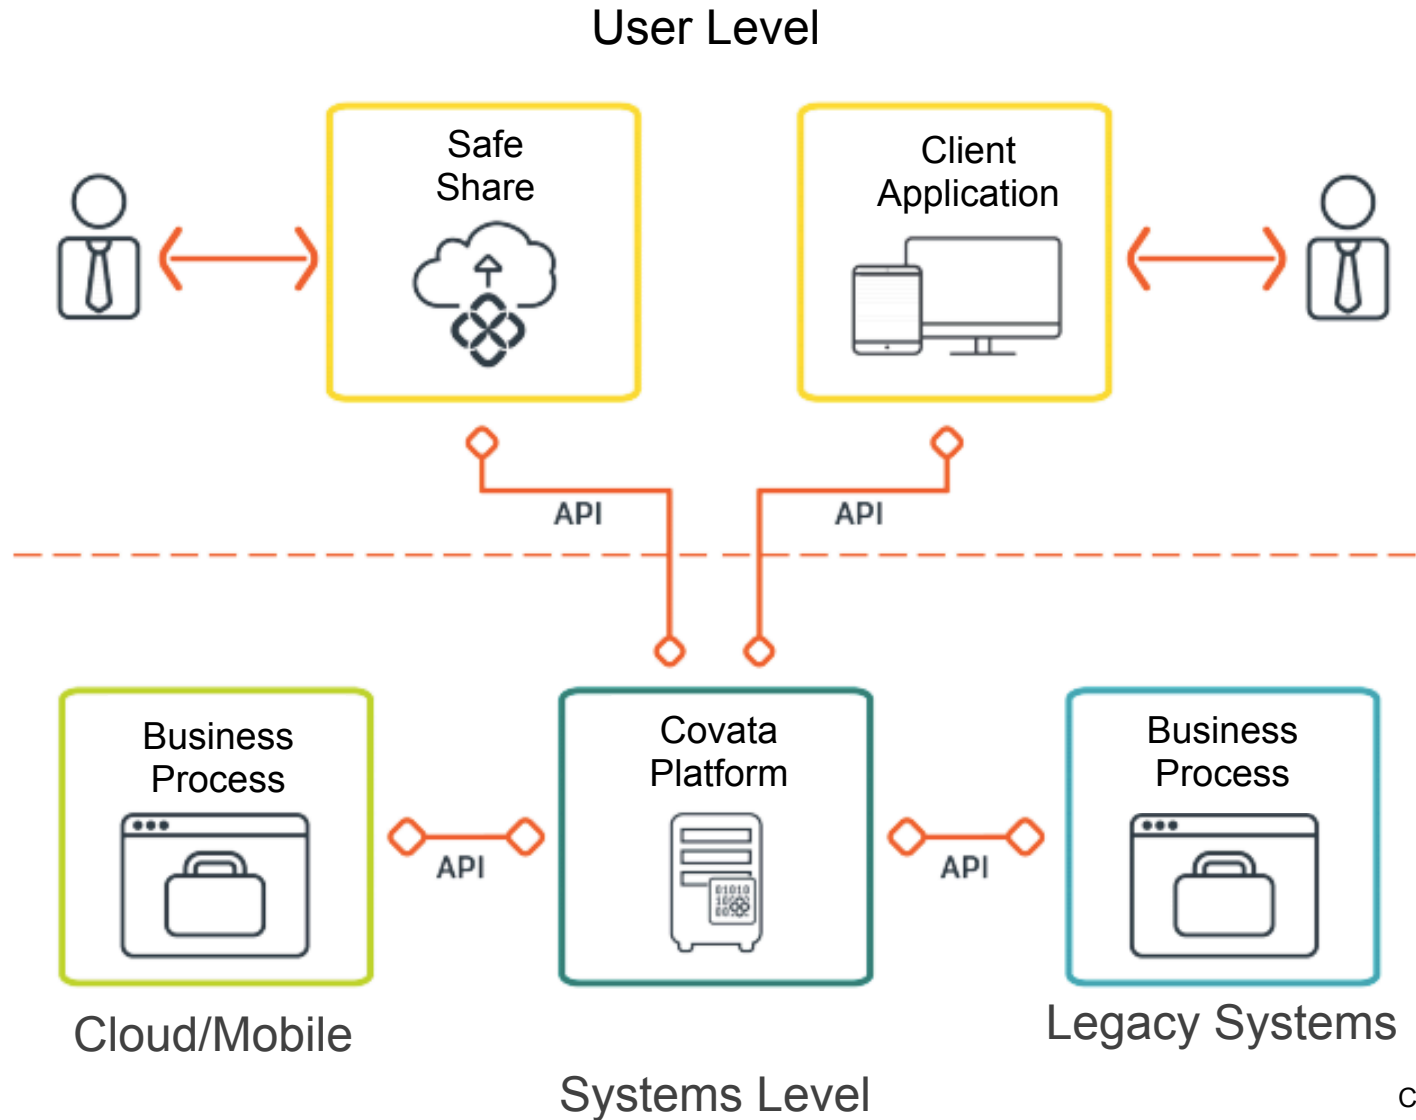 User Level
Safe
Share
Client
Application
API
API
Business
Process
Covata
Platform
Business
Process
API
API
01010
Cloud/Mobile
Legacy Systems
Systems Level
C